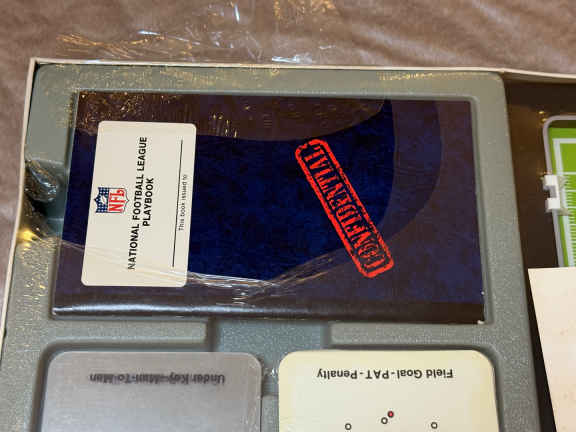 NFL
NATIONAL FOOTBALL LEAGUE
PLAYBOOK
This book issued to
CONFIDENTIAL
Under Key-Man-To-Man
Field Goal-PAT-Penalty